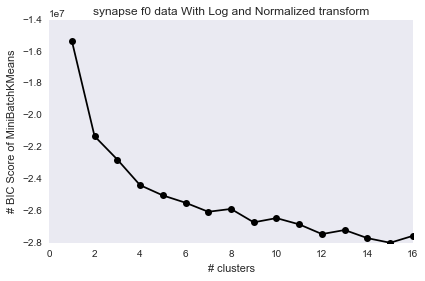 synapse f0 data With Log and Normalized transform
1e7
−1.4
−1.6
−1.8
−2.0
−2.2
−2.4
−2.6
−2.8
# BIC Score of MiniBatchKMeans
0 2 4 6 8 10 12 14 16
# clusters